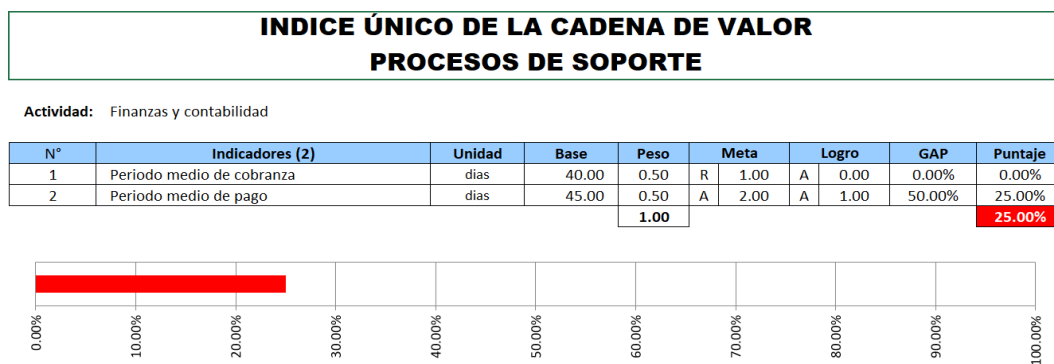 INDICE ÚNICO DE LA CADENA DE VALOR
PROCESOS DE SOPORTE
Actividad: Finanzas y contabilidad
N° Indicadores (2) Unidad Base Peso Meta Logro GAP Puntaje
1 Periodo medio de cobranza dias 40.00 0.50 R 1.00 A 0.00 0.00% 0.00%
2 Periodo medio de pago dias 45.00 0.50 A 2.00 A 1.00 50.00% 25.00%
1.00 25.00%
0.00% 10.00% 20.00% 30.00% 40.00% 50.00% 60.00% 70.00% 80.00% 90.00% 100.00%